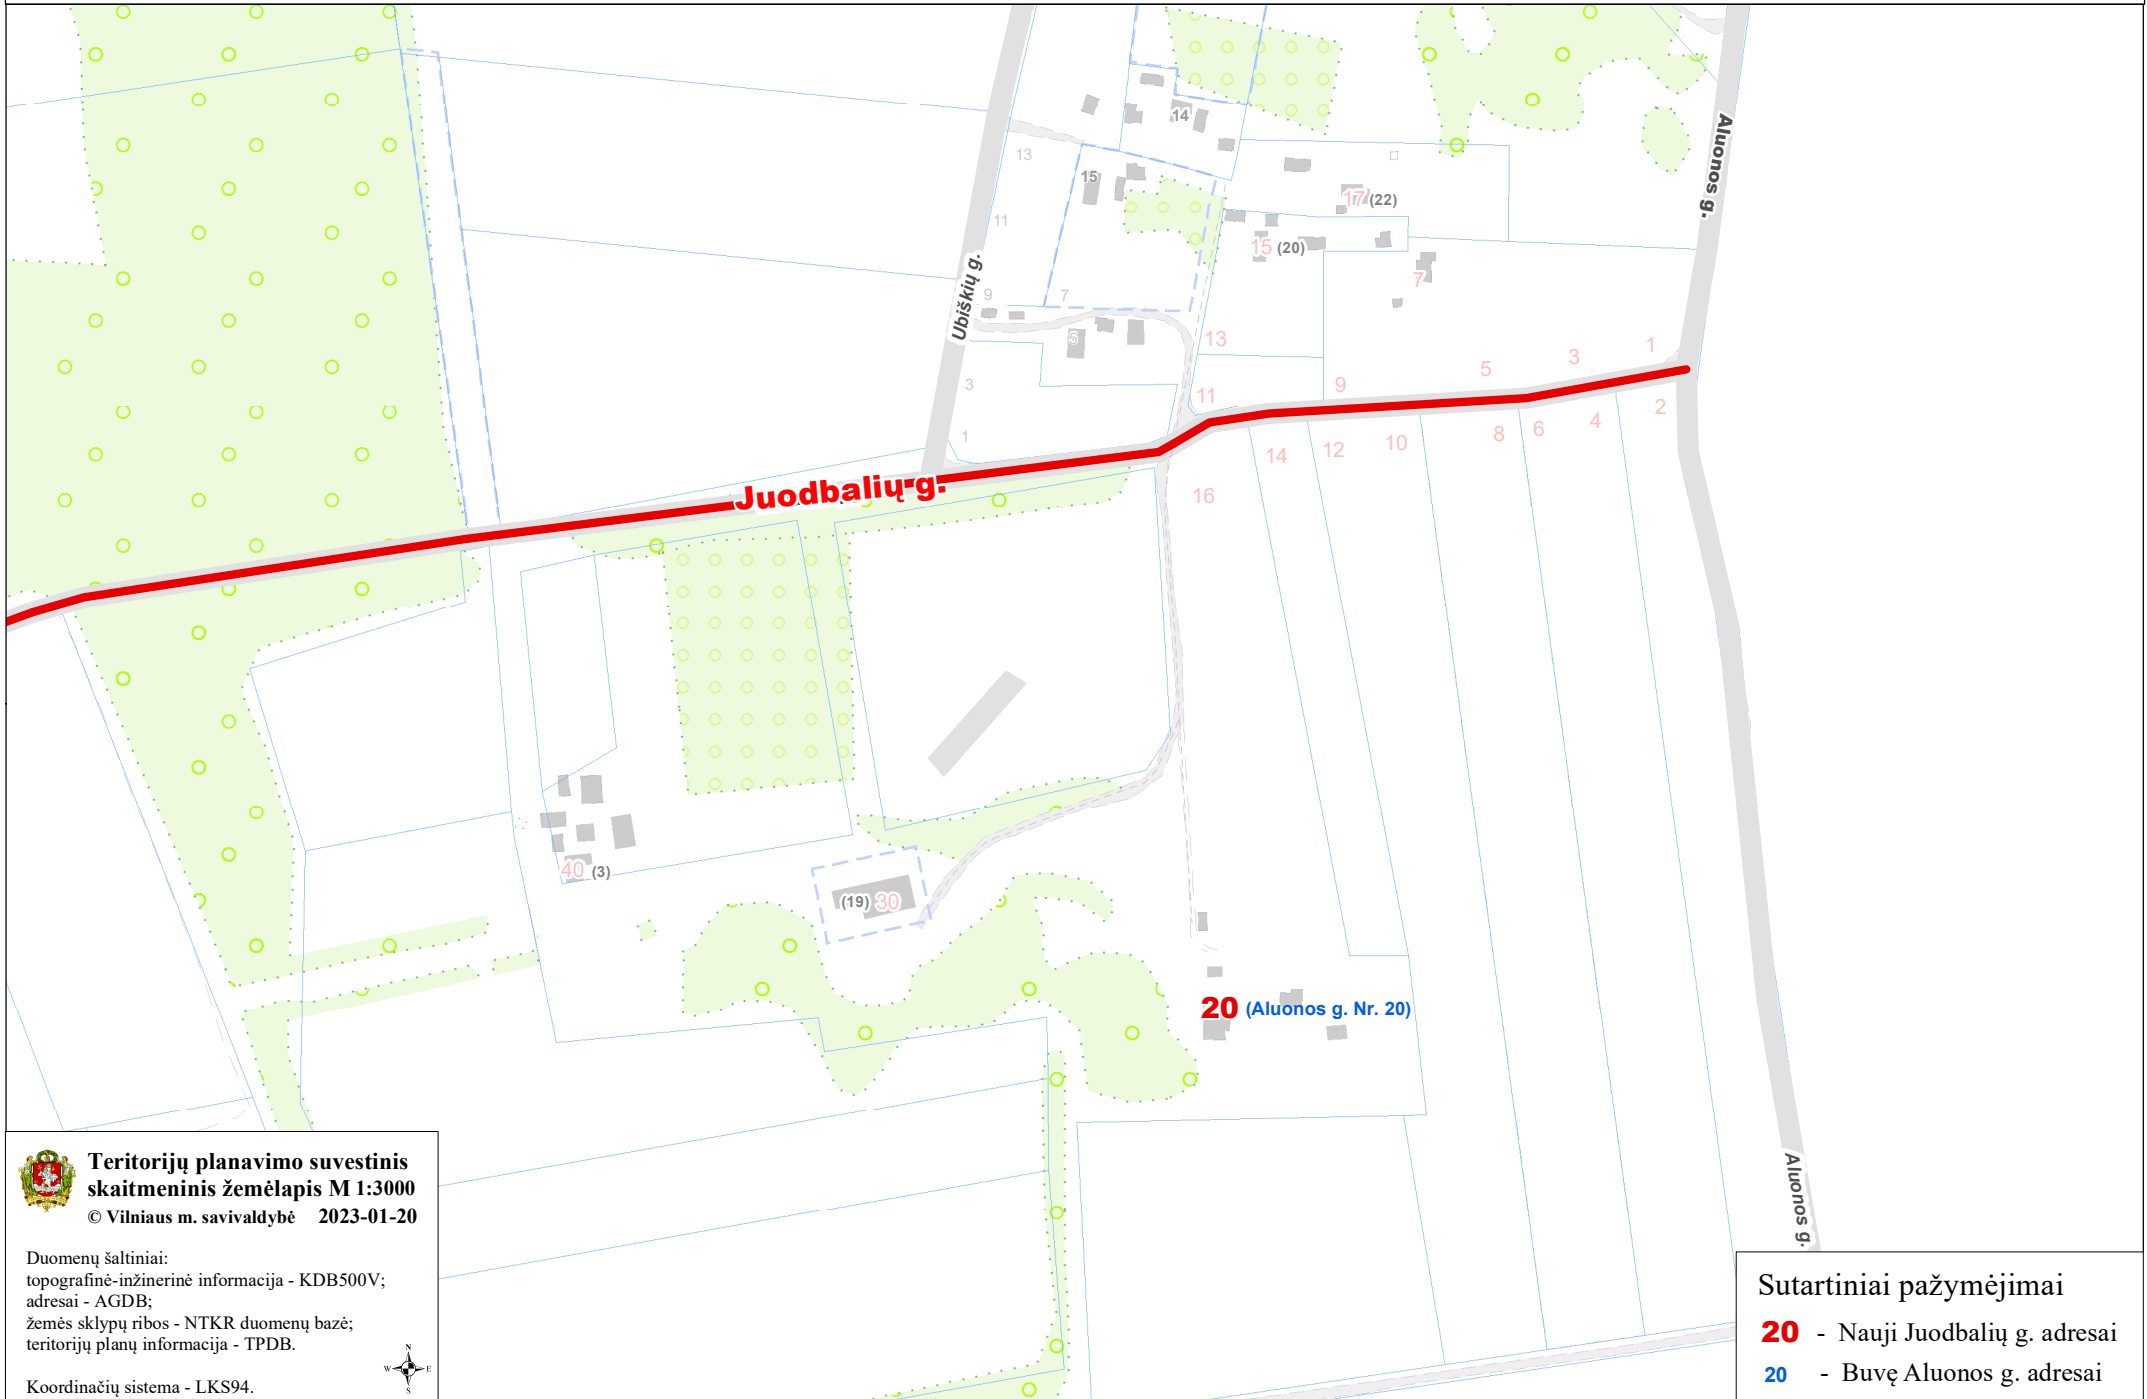 14
13
Aluonos g.
15
17 (22)
11
15 (20)
Ubiškių g.
7
9
7
5
13
1
3
5
3
9
11
2
4
6
8
10
12
14
1
16
Juodbalių g.
40 (3)
(19) 30
20 (Aluonos g. Nr. 20)
Aluonos g.
Teritorijų planavimo suvestinis
skaitmeninis žemėlapis M 1:3000
© Vilniaus m. savivaldybė 2023-01-20
Duomenų šaltiniai:
topografinė-inžinerinė informacija - KDB500V;
adresai - AGDB;
žemės sklypų ribos - NTKR duomenų bazė;
teritorijų planų informacija - TPDB.
Koordinačių sistema - LKS94.
N
W E
S
Sutartiniai pažymėjimai
20 - Nauji Juodbalių g. adresai
20 - Buvę Aluonos g. adresai